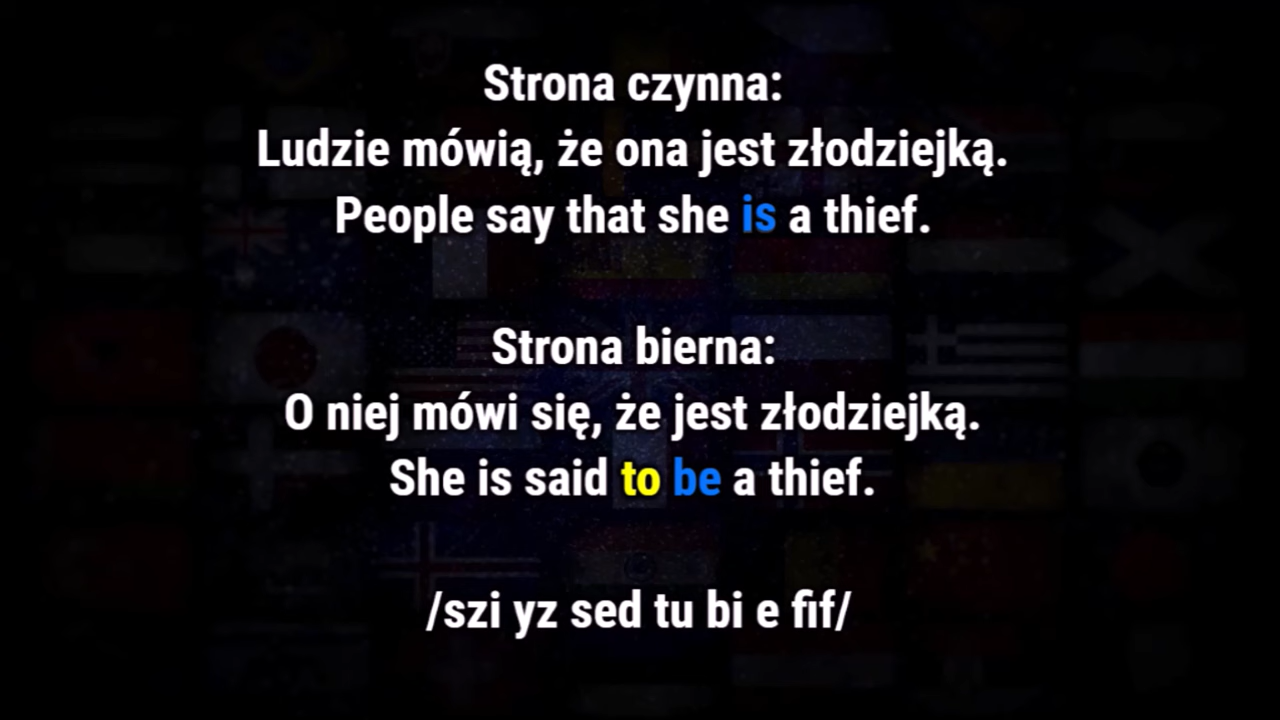 Strona czynna:
Ludzie mówią, że ona jest złodziejką.
People say that she is a thief.
Strona bierna:
O niej mówi się, że jest złodziejką.
She is said to be a thief.
/szi yz sed tu bi e fif/